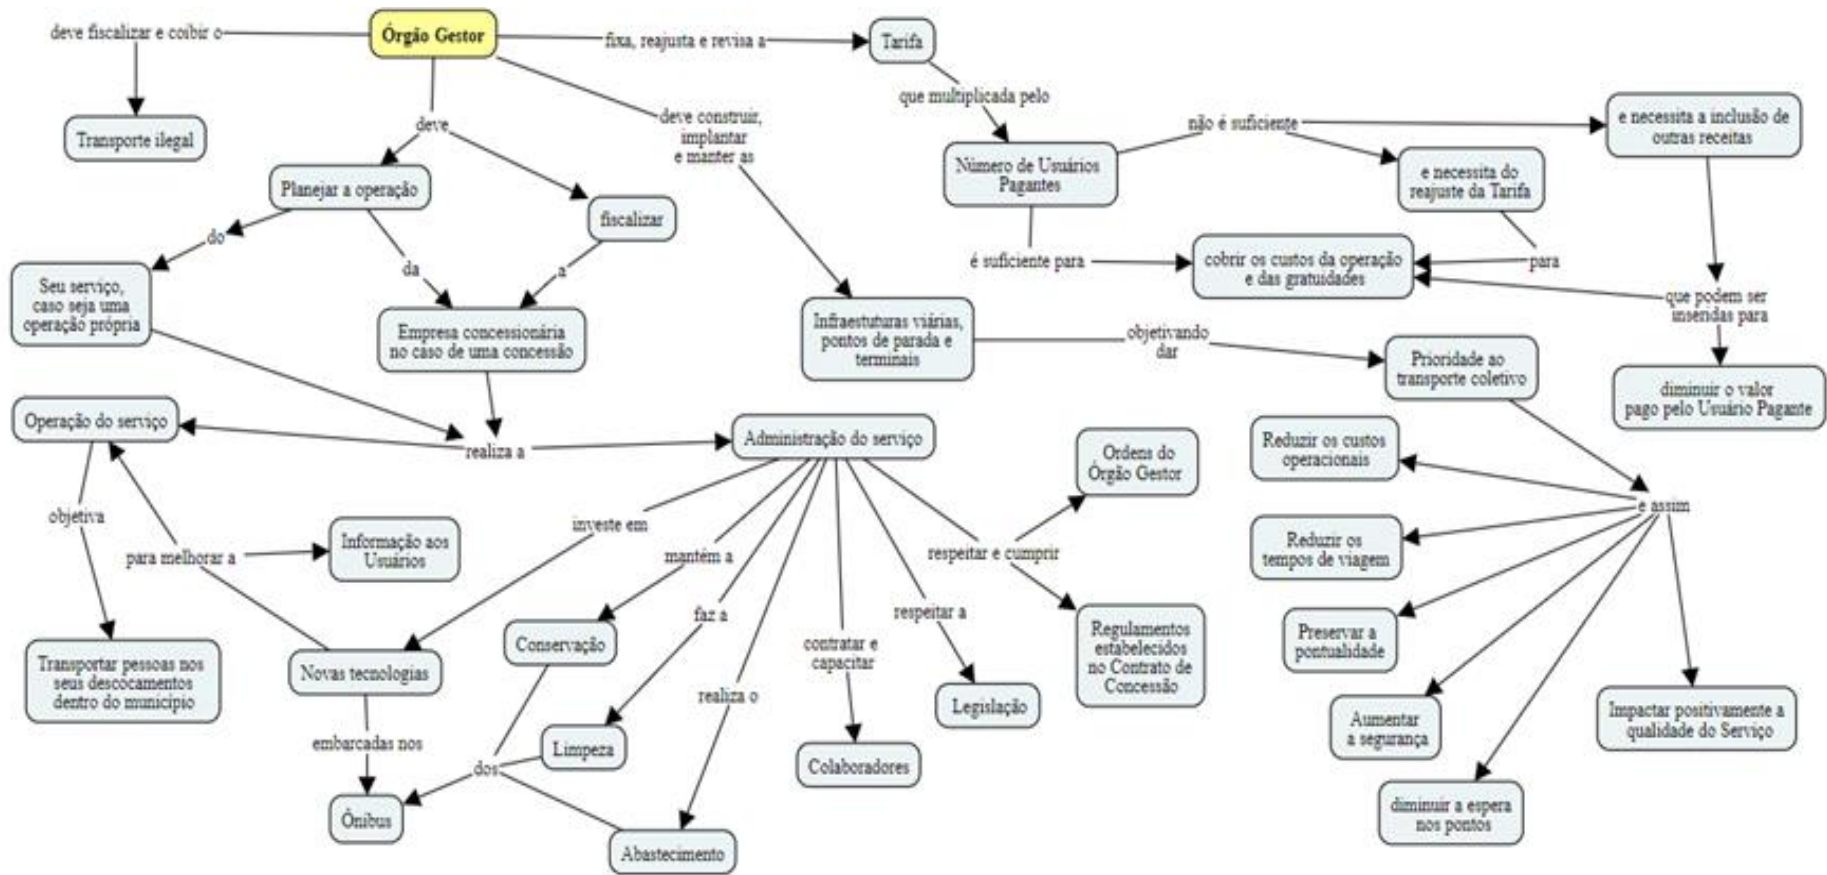 deve fiscalizar e coibir o
Órgão Gestor
fixa, reajusta e revisa a
Tarifa
Transporte ilegal
deve
deve construir,
implantar
e manter as
que multiplicada pelo
Número de Usuários
Pagantes
não é suficiente
e necessita a inclusão de
outras receitas
e necessita do
reajuste da Tarifa
Planejar a operação
fiscalizar
do
da
a
é suficiente para
cobrir os custos da operação
e das gratuidades
para
que podem ser
inseridas para
Seu serviço,
caso seja uma
operação própria
Empresa concessionária
no caso de uma concessão
Infraestuturas viárias,
pontos de parada e
terminais
objetivando
dar
Prioridade ao
transporte coletivo
diminuir o valor
pago pelo Usuário Pagante
Operação do serviço
realiza a
Administração do serviço
Ordens do
Órgão Gestor
Reduzir os custos
operacionais
e assim
objetiva
para melhorar a
Informação aos
Usuários
investe em
mantém a
faz a
realiza o
contratar e
capacitar
respeitar a
respeitar e cumprir
Reduzir os
tempos de viagem
Transportar pessoas nos
seus descocamentos
dentro do município
Novas tecnologias
Conservação
Regulamentos
estabelecidos
no Contrato de
Concessão
Preservar a
pontualidade
embarcadas nos
dos
Limpeza
Colaboradores
Legislação
Aumentar
a segurança
Impactar positivamente a
qualidade do Serviço
Ônibus
Abastecimento
diminuir a espera
nos pontos